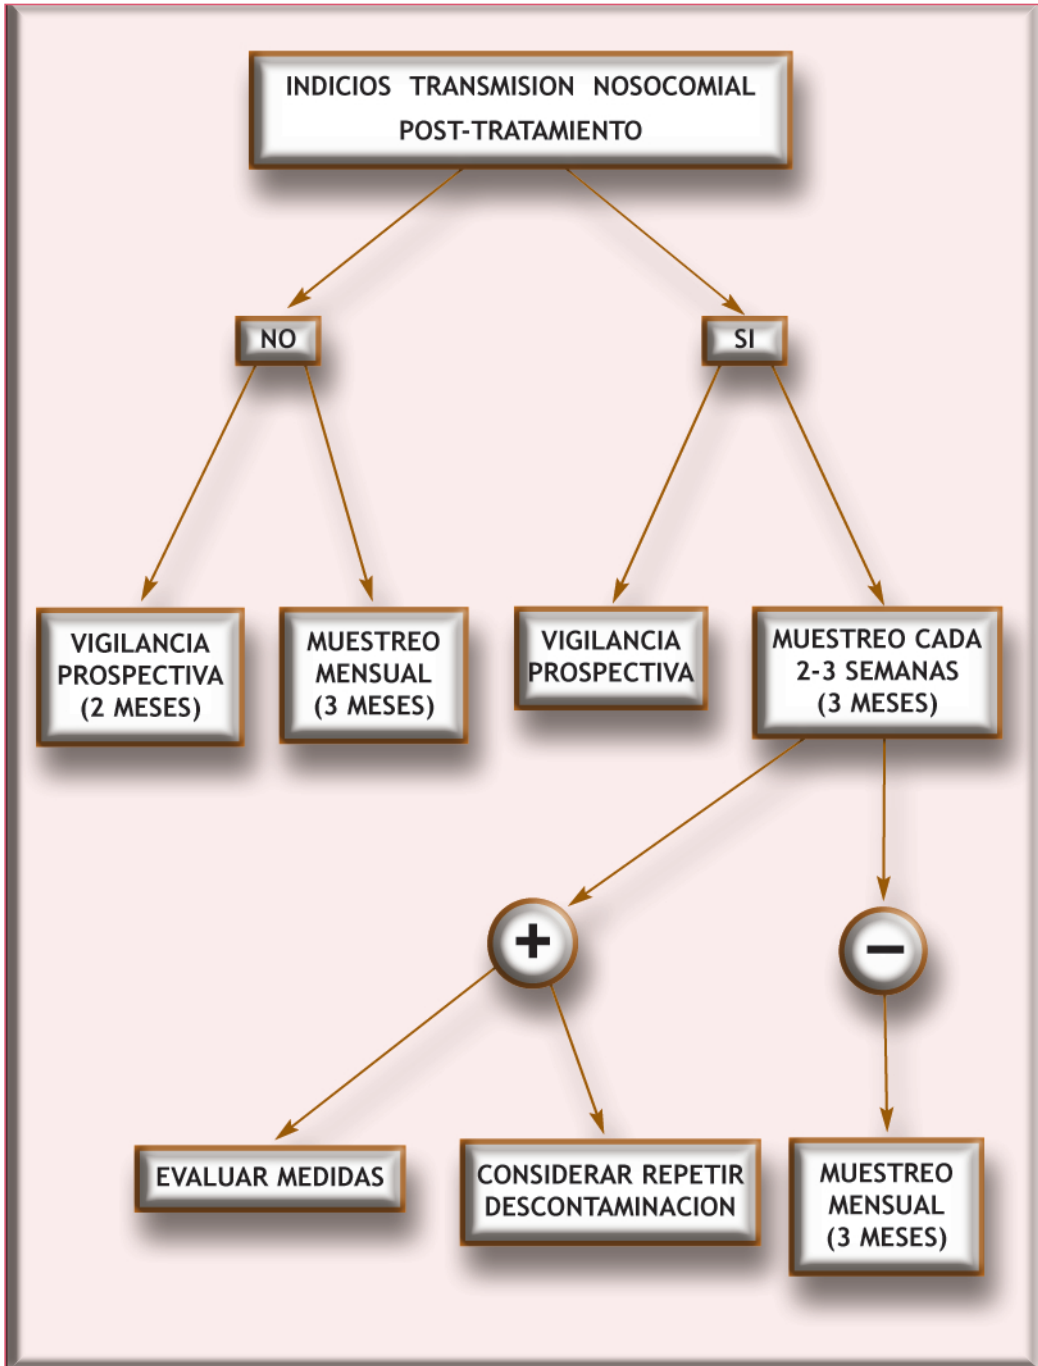 INDICIOS TRANSMISION NOSOCOMIAL
POST-TRATAMIENTO
NO
SI
VIGILANCIA
PROSPECTIVA
(2 MESES)
MUESTREO
MENSUAL
(3 MESES)
VIGILANCIA
PROSPECTIVA
MUESTREO CADA
2-3 SEMANAS
(3 MESES)
+
−
EVALUAR MEDIDAS
CONSIDERAR REPETIR
DESCONTAMINACION
MUESTREO
MENSUAL
(3 MESES)